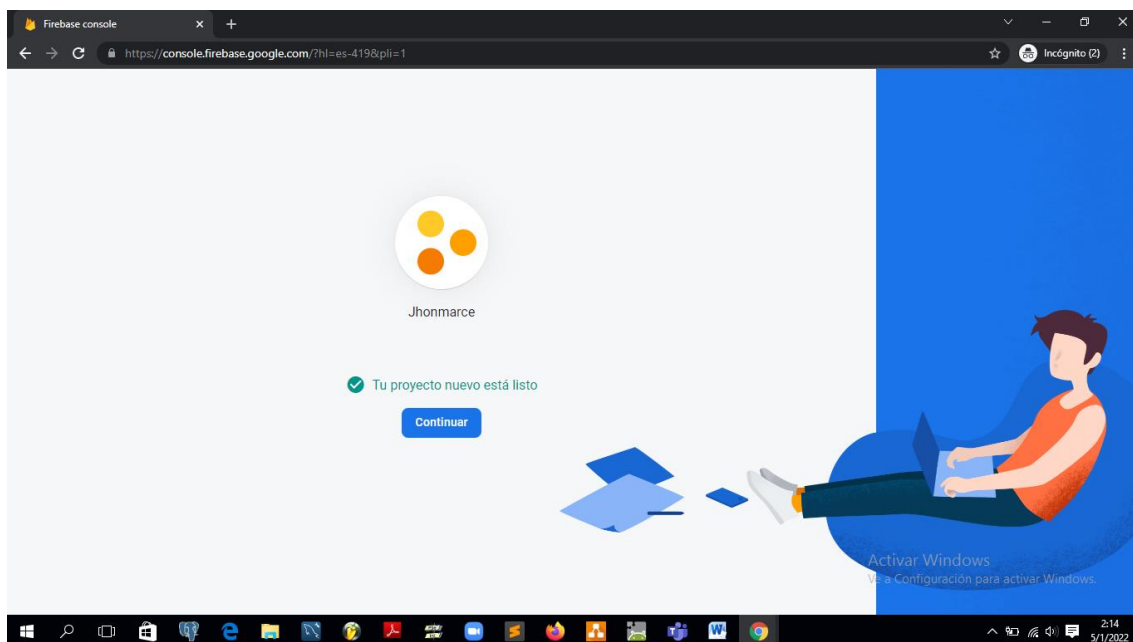 Firebase console
https://console.firebase.google.com/?hl=es-419&pli=1
Incógnito (2)
Jhonmarce
Tu proyecto nuevo está listo
Continuar
Activar Windows
Ve a Configuración para activar Windows.
2:14
5/1/2022